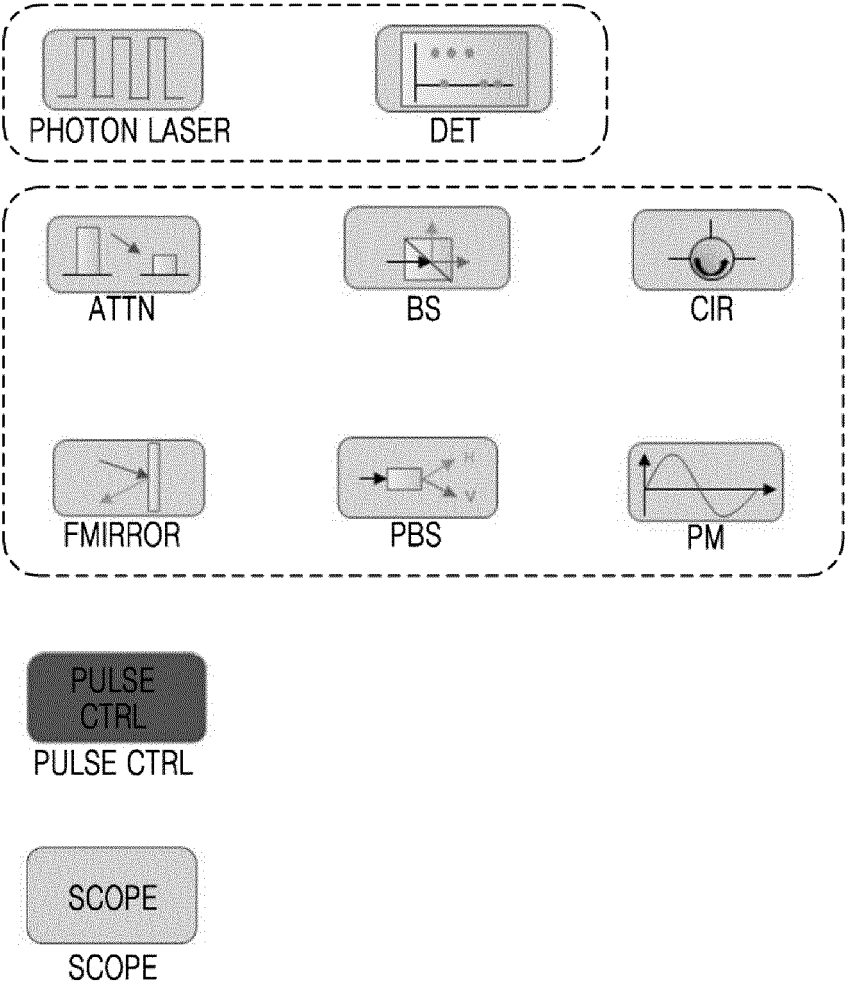 PHOTON LASER
DET
ATTN
BS
CIR
FMIRROR
H
V
PBS
PM
PULSE
CTRL
PULSE CTRL
SCOPE
SCOPE